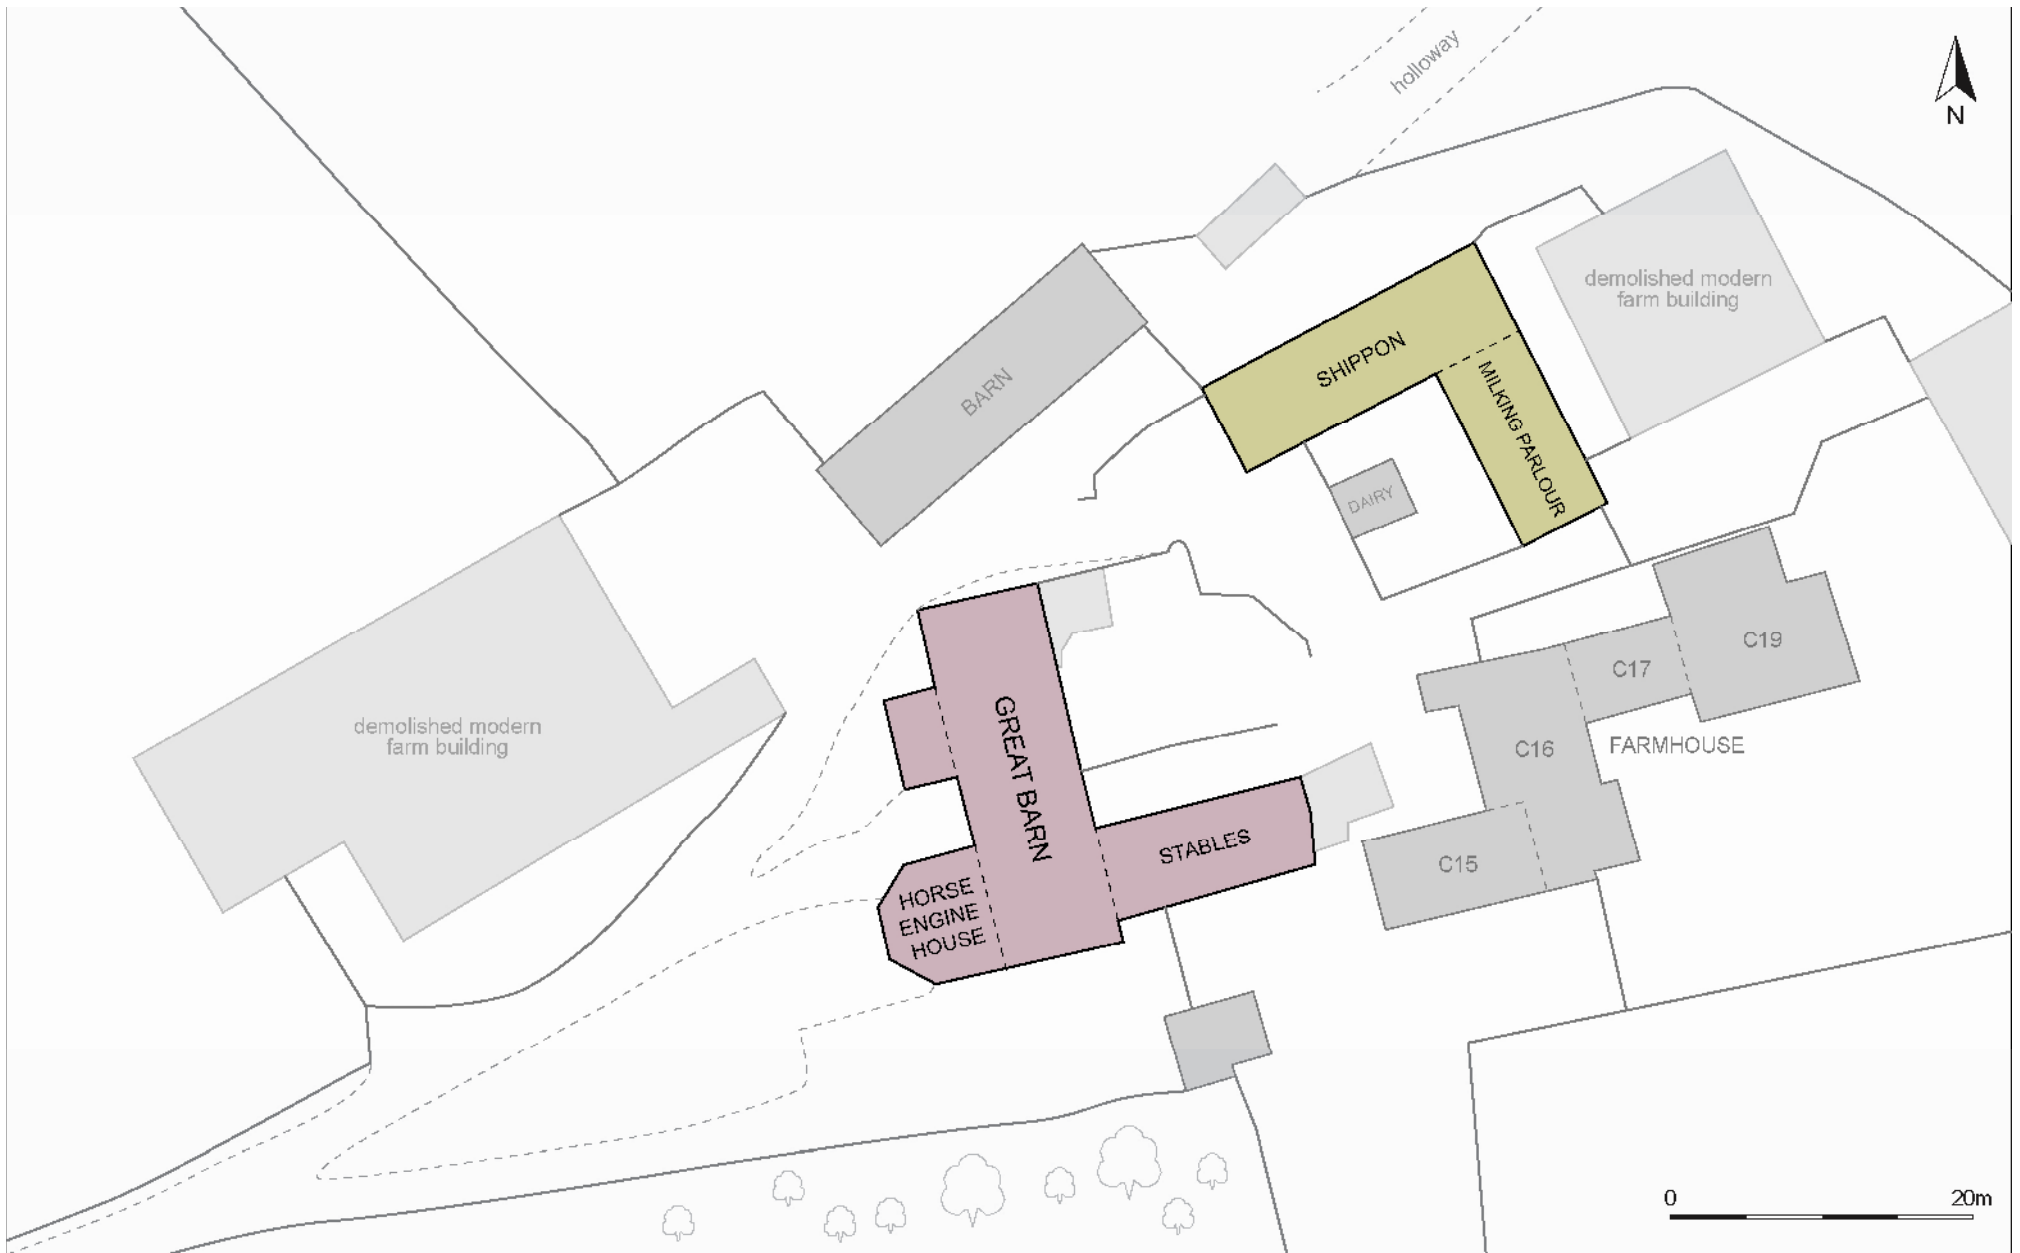 holloway
N
demolished modern
farm building
SHIPPON
BARN
MILKING PARLOUR
DAIRY
C19
C17
GREAT BARN
demolished modern
farm building
C16
FARMHOUSE
STABLES
C15
HORSE
ENGINE
HOUSE
0
20m